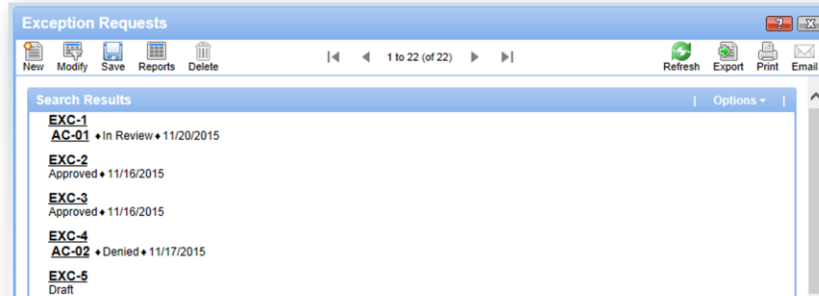 Exception Requests
? X
New Modify Save Reports Delete 1 to 22 (of 22) Refresh Export Print Email
Search Results | Options |
EXC-1
AC-01 ♦ In Review ♦ 11/20/2015
EXC-2
Approved ♦ 11/16/2015
EXC-3
Approved ♦ 11/16/2015
EXC-4
AC-02 ♦ Denied ♦ 11/17/2015
EXC-5
Draft